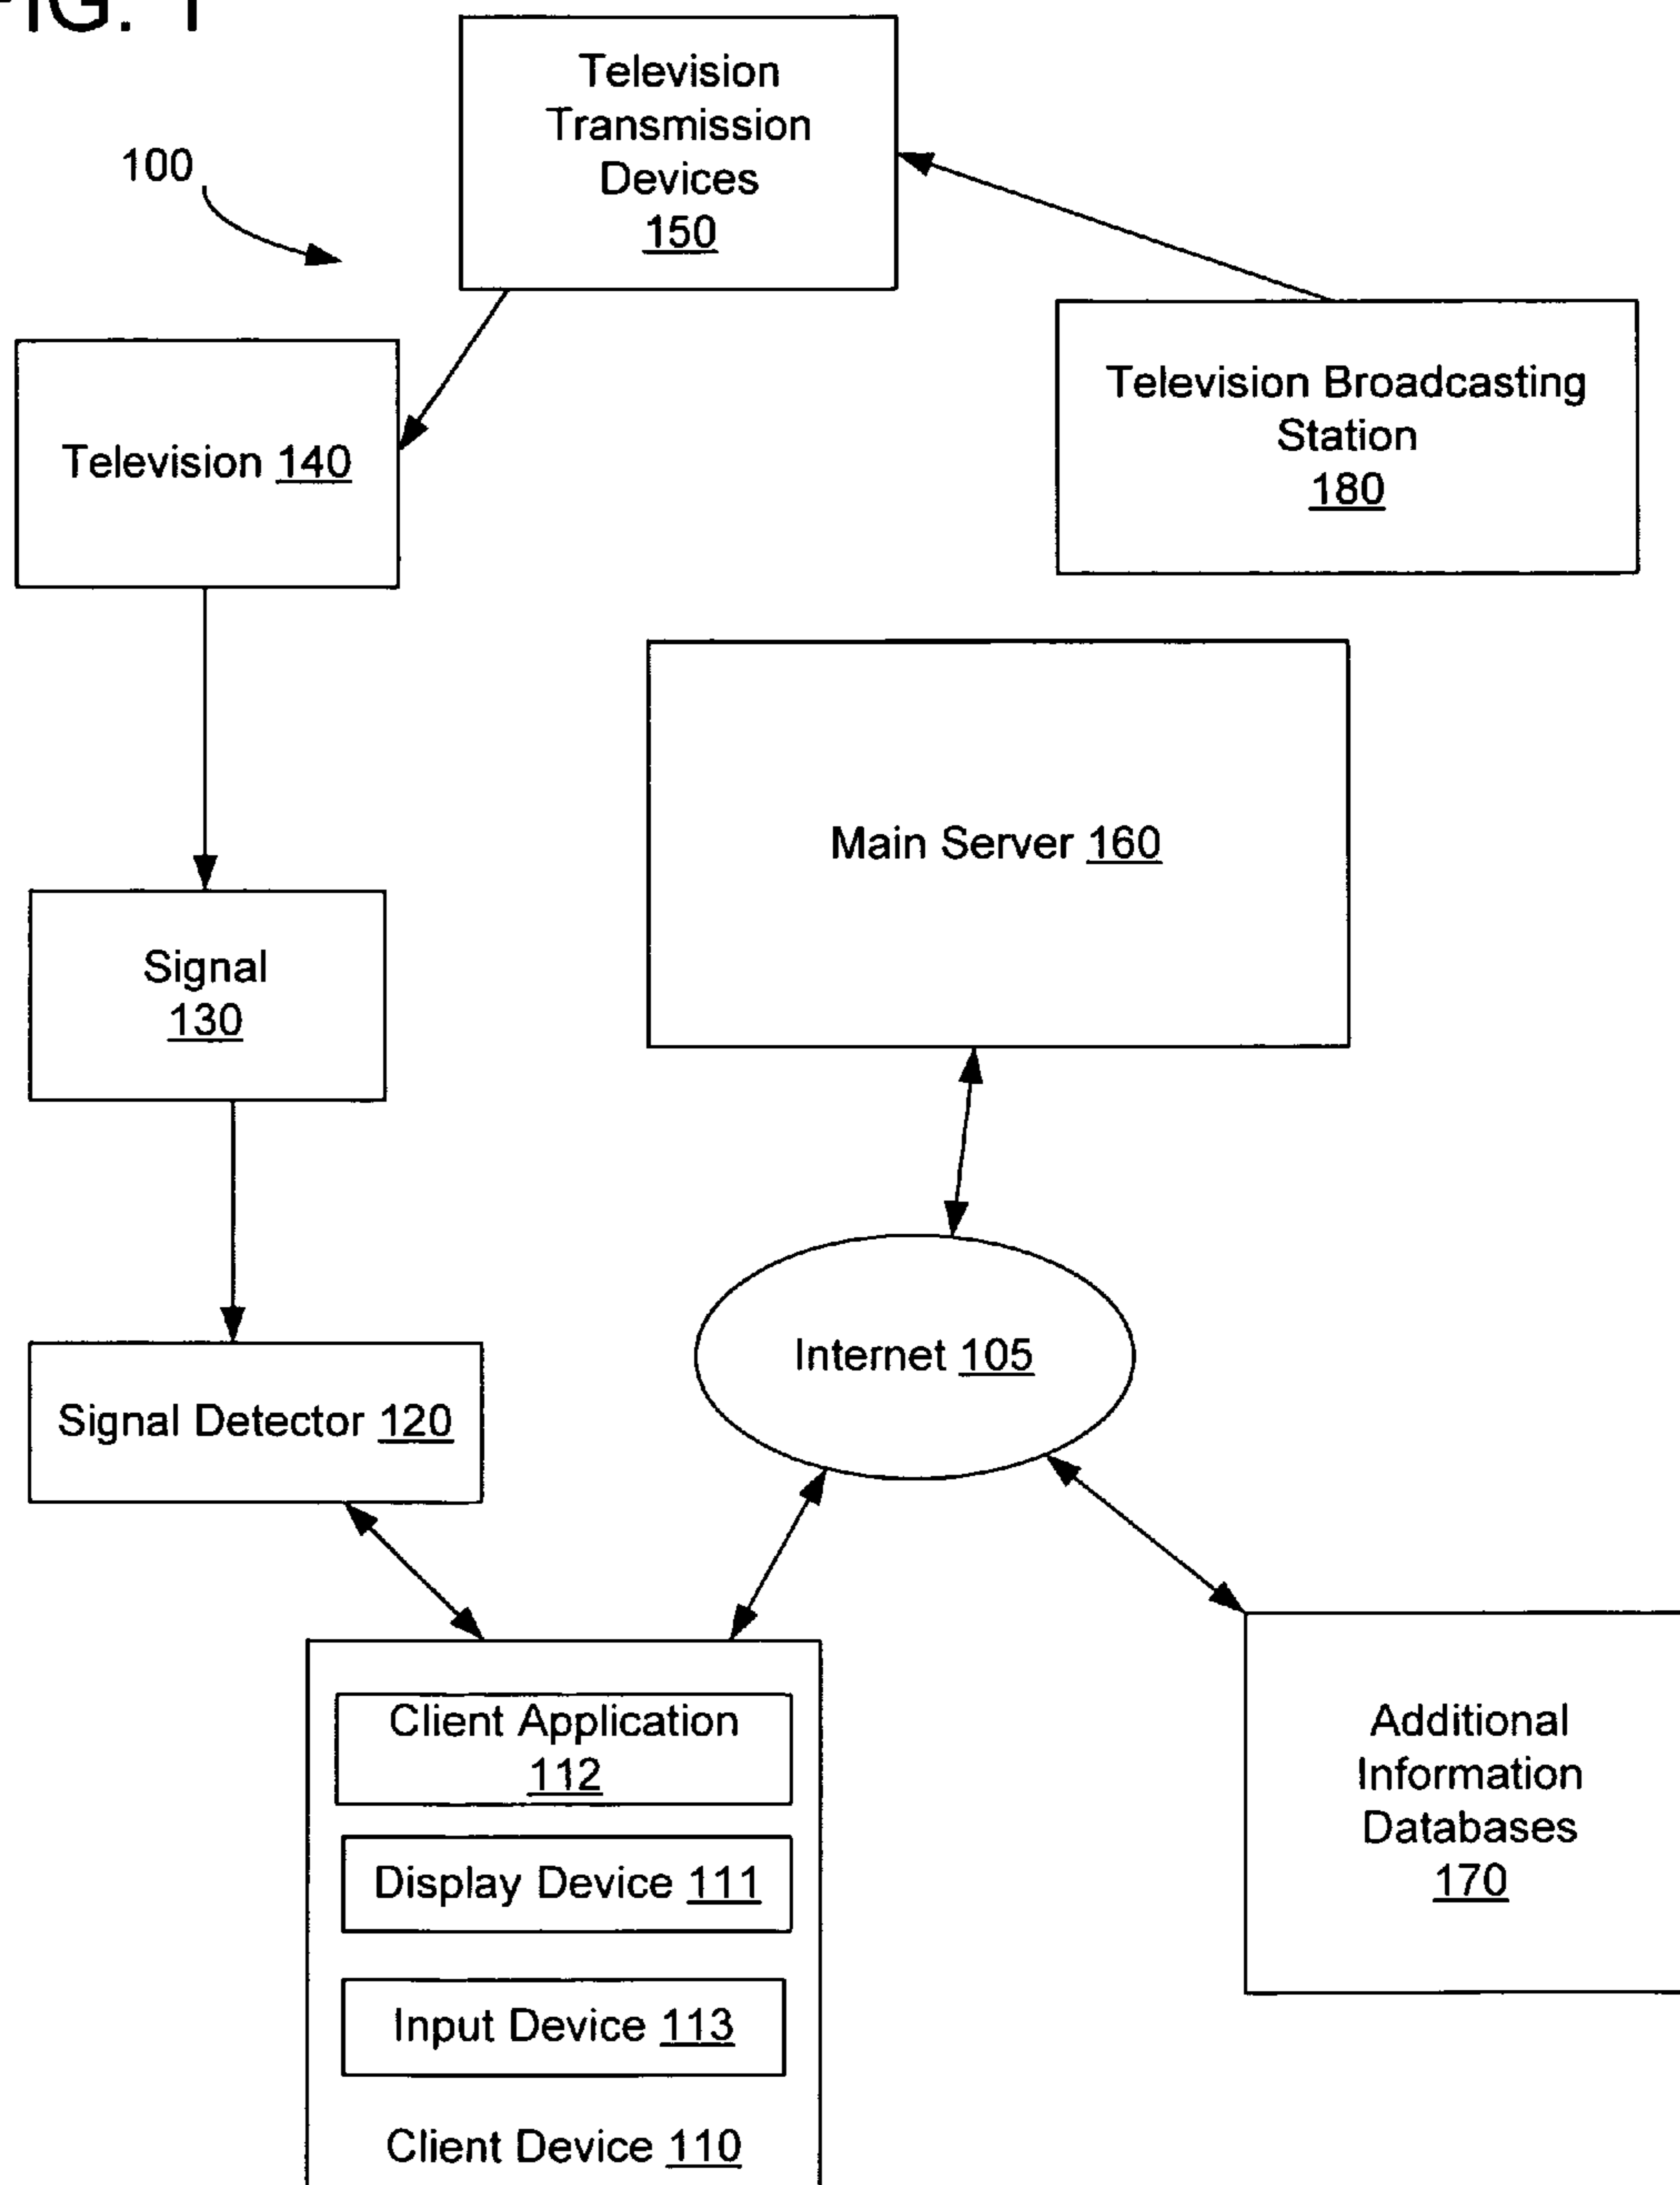 FIG. 1
Television
Transmission
Devices
150
100
Television Broadcasting
Station
180
Television 140
Main Server 160
Signal
130
Internet 105
Signal Detector 120
Client Application
112
Display Device 111
Input Device 113
Client Device 110
Additional
Information
Databases
170